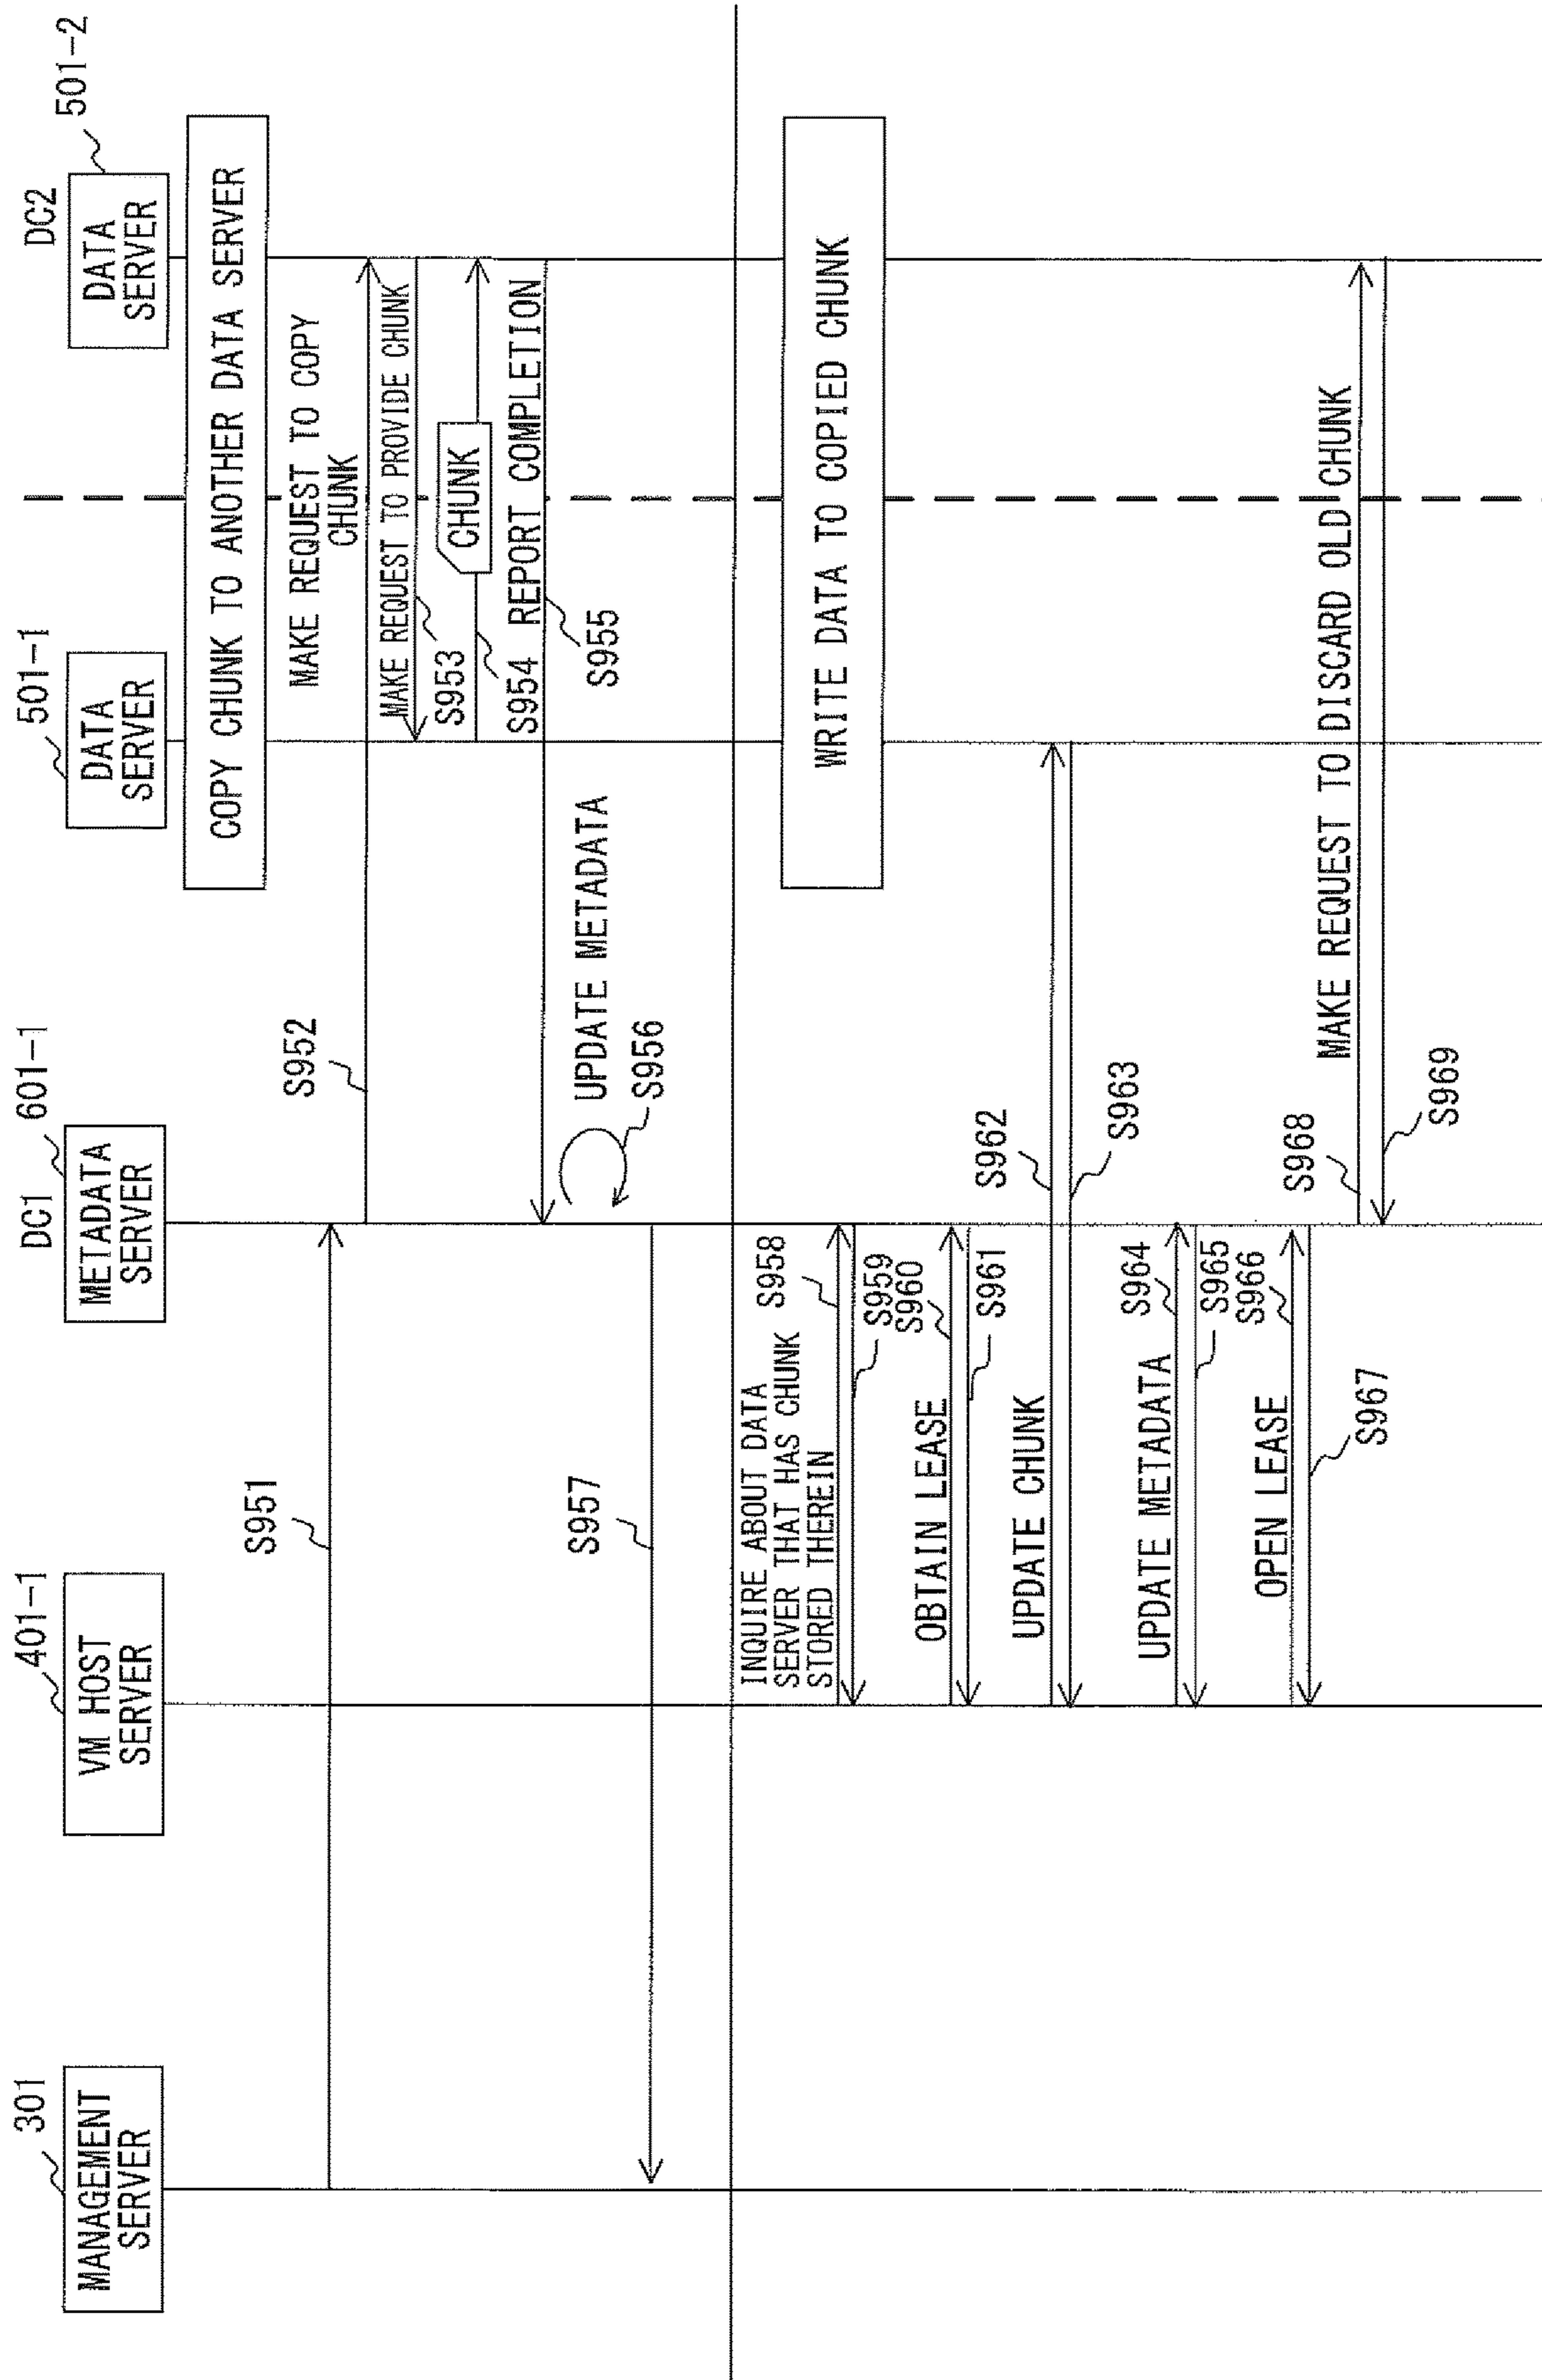 301
MANAGEMENT
SERVER
401-1
VM HOST
SERVER
DC1
601-1
METADATA
SERVER
501-1
DATA
SERVER
DC2
501-2
DATA
SERVER
COPY CHUNK TO ANOTHER DATA SERVER
S951
S952
MAKE REQUEST TO COPY
CHUNK
MAKE REQUEST TO PROVIDE CHUNK
S953
CHUNK
S954
REPORT COMPLETION
S955
UPDATE METADATA
S956
S957
WRITE DATA TO COPIED CHUNK
INQUIRE ABOUT DATA
SERVER THAT HAS CHUNK
STORED THEREIN
S958
S959
OBTAIN LEASE
S960
S961
UPDATE CHUNK
S962
S963
UPDATE METADATA
S964
S965
OPEN LEASE
S966
S967
MAKE REQUEST TO DISCARD OLD CHUNK
S968
S969